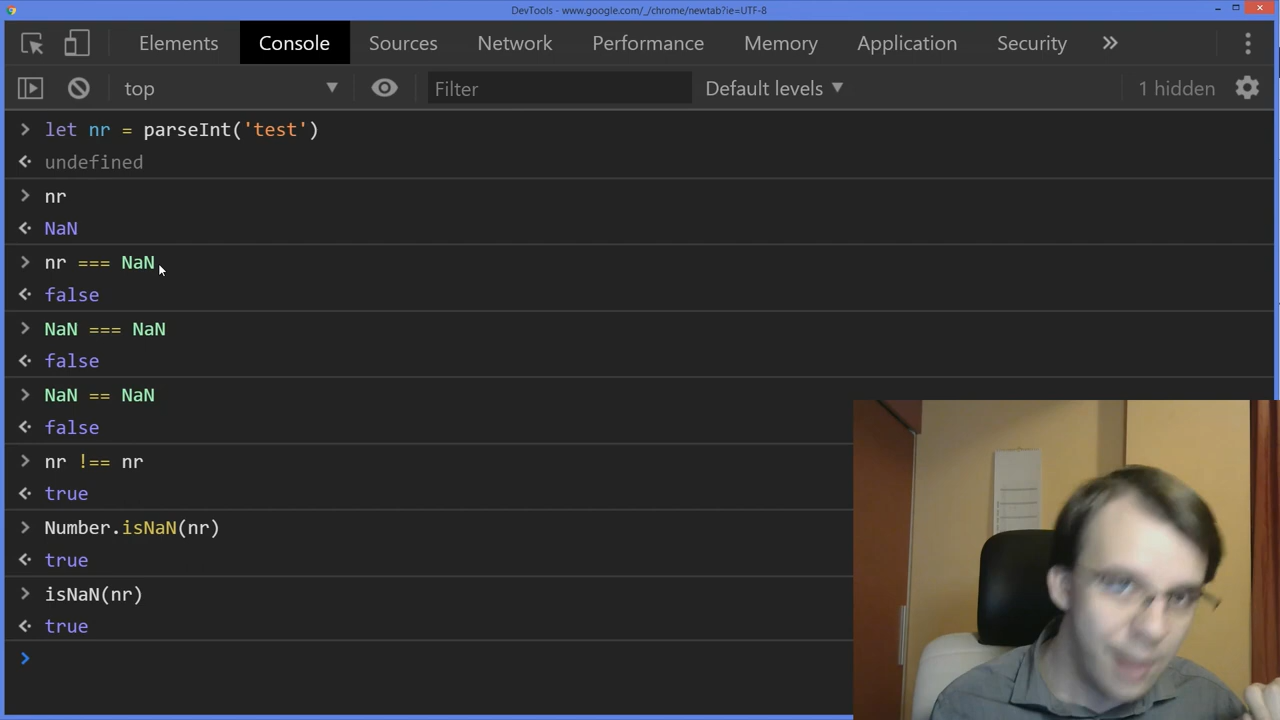 DevTools - www.google.com/_/chrome/newtab?ie=UTF-8
Elements Console Sources Network Performance Memory Application Security »
top ▼ Filter Default levels ▼ 1 hidden
> let nr = parseInt('test')
undefined
> nr
NaN
> nr === NaN
false
> NaN === NaN
false
> NaN == NaN
false
> nr !== nr
true
> Number.isNaN(nr)
true
> isNaN(nr)
true
>